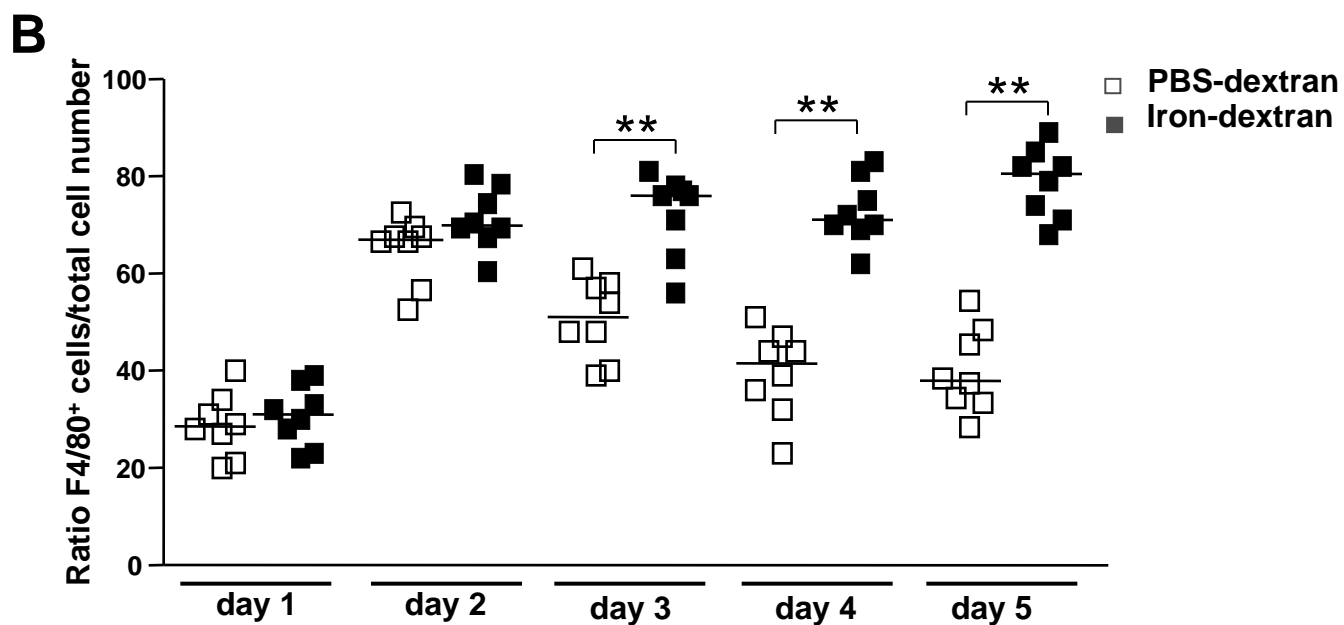 B
Ratio F4/80⁺ cells/total cell number
100
80
60
40
20
0
**
**
**
PBS-dextran
Iron-dextran
day 1
day 2
day 3
day 4
day 5